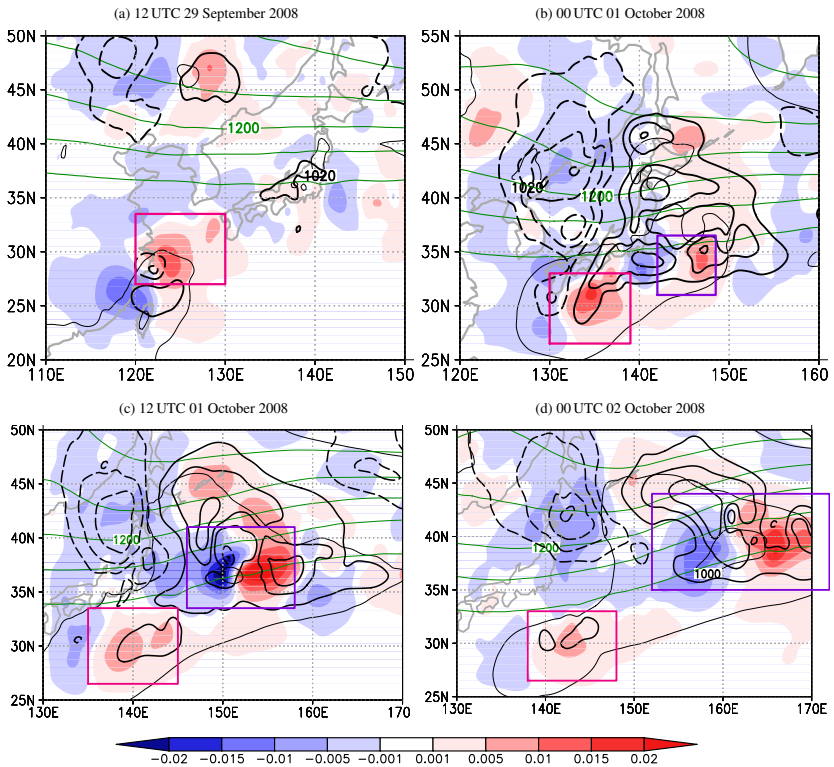 (a) 12 UTC 29 September 2008
50N
45N
40N
35N
30N
25N
20N
1200
1020
110E 120E 130E 140E 150
(b) 00 UTC 01 October 2008
55N
50N
45N
40N
35N
30N
25N
1020
1200
120E 130E 140E 150E 160
(c) 12 UTC 01 October 2008
50N
45N
40N
35N
30N
25N
1200
130E 140E 150E 160E 170
(d) 00 UTC 02 October 2008
50N
45N
40N
35N
30N
25N
1200
1000
130E 140E 150E 160E 170E
-0.02 -0.015 -0.01 -0.005 -0.001 0.001 0.005 0.01 0.015 0.02